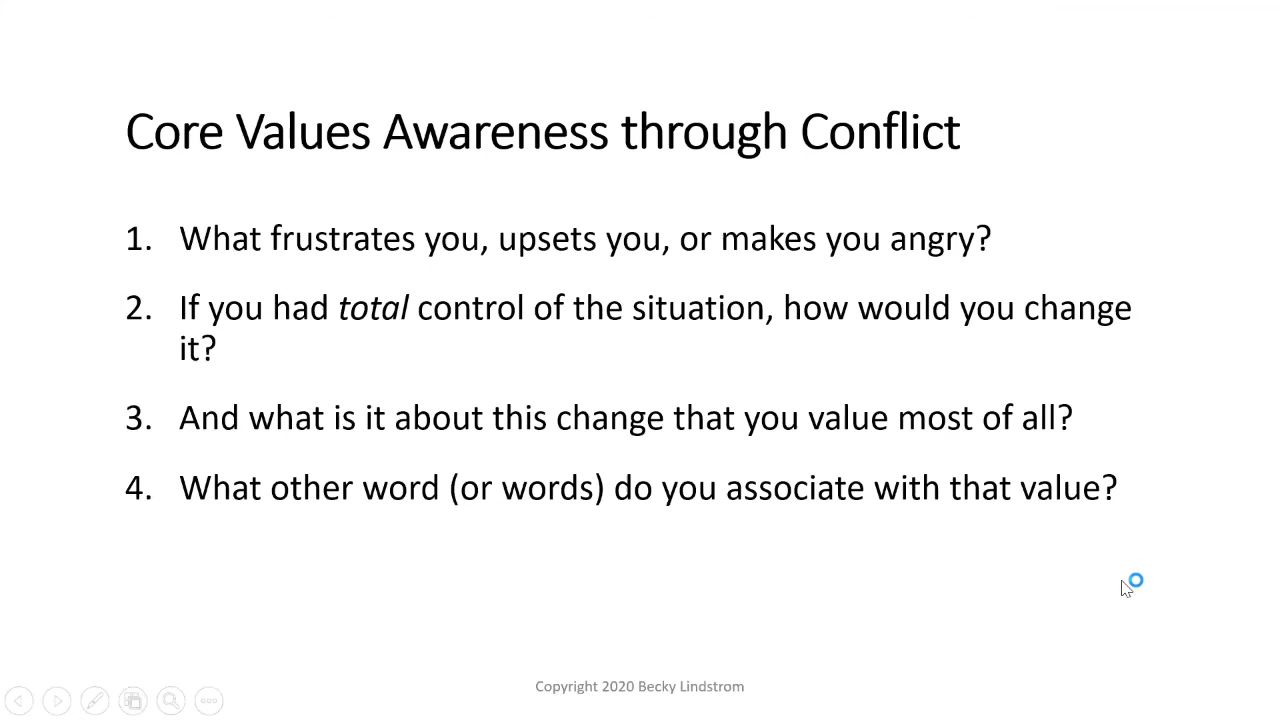 Core Values Awareness through Conflict
1. What frustrates you, upsets you, or makes you angry?
2. If you had total control of the situation, how would you change
it?
3. And what is it about this change that you value most of all?
4. What other word (or words) do you associate with that value?
Copyright 2020 Becky Lindstrom